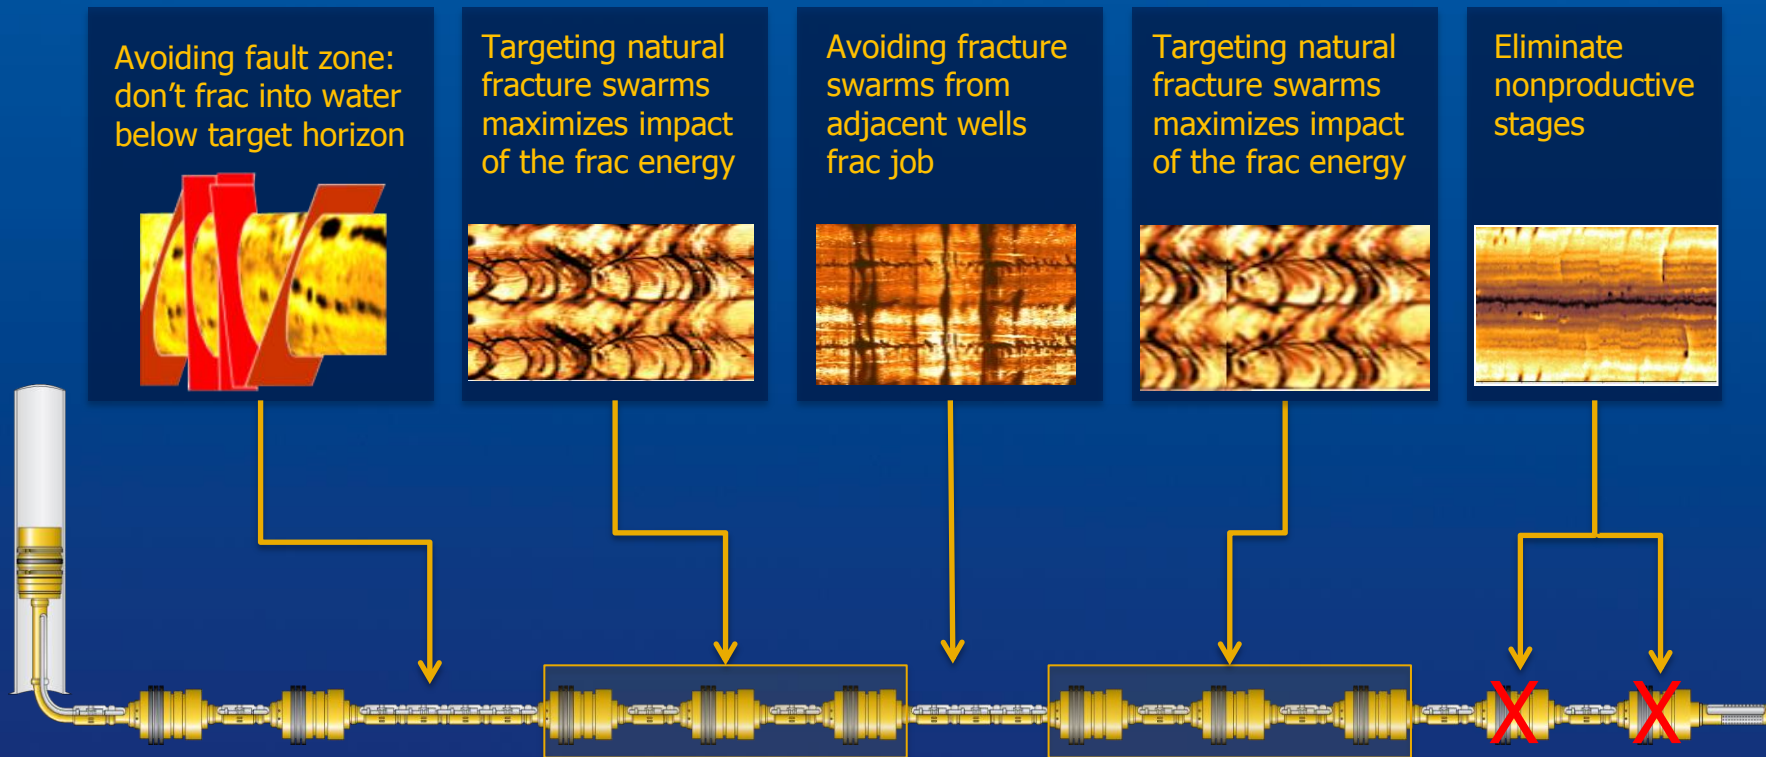 Avoiding fault zone:
don't frac into water
below target horizon
Targeting natural
fracture swarms
maximizes impact
of the frac energy
Avoiding fracture
swarms from
adjacent wells
frac job
Targeting natural
fracture swarms
maximizes impact
of the frac energy
Eliminate
nonproductive
stages
X X